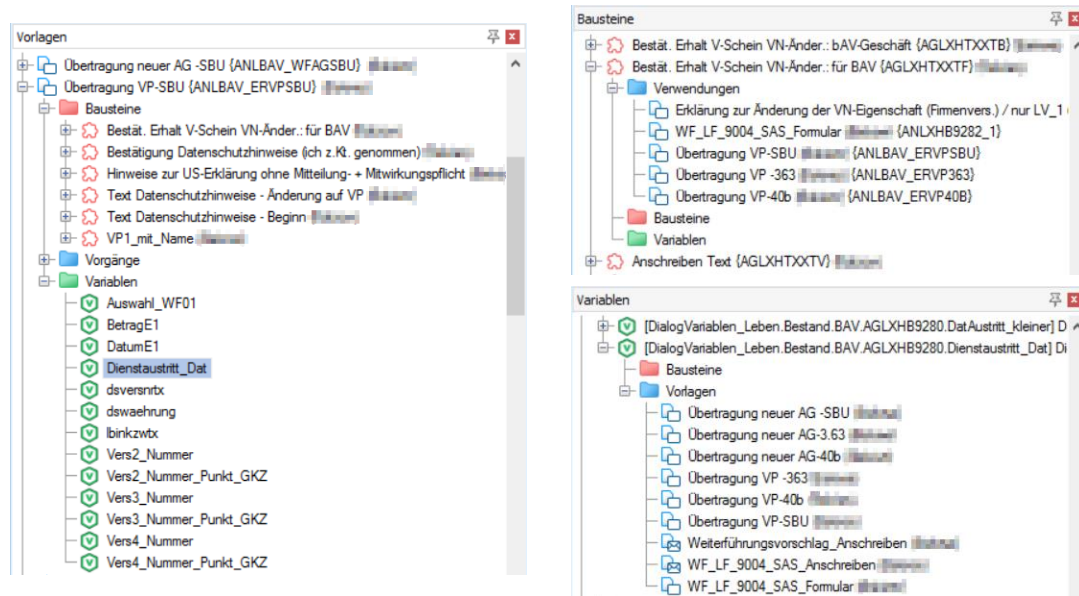 Vorlagen
Übertragung neuer AG -SBU {ANLBAV_WFAGSBU}
Übertragung VP-SBU {ANLBAV_ERVPSBU}
Bausteine
Bestät. Erhalt V-Schein VN-Änder.: für BAV
Bestätigung Datenschutzhinweise (ich z.Kt. genommen)
Hinweise zur US-Erklärung ohne Mitteilung- + Mitwirkungspflicht
Text Datenschutzhinweise - Änderung auf VP
Text Datenschutzhinweise - Beginn
VP1_mit_Name
Vorgänge
Variablen
Auswahl_WF01
BetragE1
DatumE1
Dienstaustritt_Dat
dsversnrtx
dswaehrung
lbinkzwtx
Vers2_Nummer
Vers2_Nummer_Punkt_GKZ
Vers3_Nummer
Vers3_Nummer_Punkt_GKZ
Vers4_Nummer
Vers4_Nummer_Punkt_GKZ
Bausteine
Bestät. Erhalt V-Schein VN-Änder.: bAV-Geschäft {AGLXHTXXTB}
Bestät. Erhalt V-Schein VN-Änder.: für BAV {AGLXHTXXTF}
Verwendungen
Erklärung zur Änderung der VN-Eigenschaft (Firmenvers.) / nur LV_1
WF_LF_9004_SAS_Formular {ANLXHB9282_1}
Übertragung VP-SBU {ANLBAV_ERVPSBU}
Übertragung VP -363 {ANLBAV_ERVP363}
Übertragung VP-40b {ANLBAV_ERVP40B}
Bausteine
Variablen
Anschreiben Text {AGLXHTXXTV}
Variablen
[DialogVariablen_Leben.Bestand.BAV.AGLXHB9280.DatAustritt_kleiner] D
[DialogVariablen_Leben.Bestand.BAV.AGLXHB9280.Dienstaustritt_Dat] Di
Bausteine
Vorlagen
Übertragung neuer AG -SBU
Übertragung neuer AG-3.63
Übertragung neuer AG-40b
Übertragung VP -363
Übertragung VP-40b
Übertragung VP-SBU
Weiterführungsvorschlag_Anschreiben
WF_LF_9004_SAS_Anschreiben
WF_LF_9004_SAS_Formular